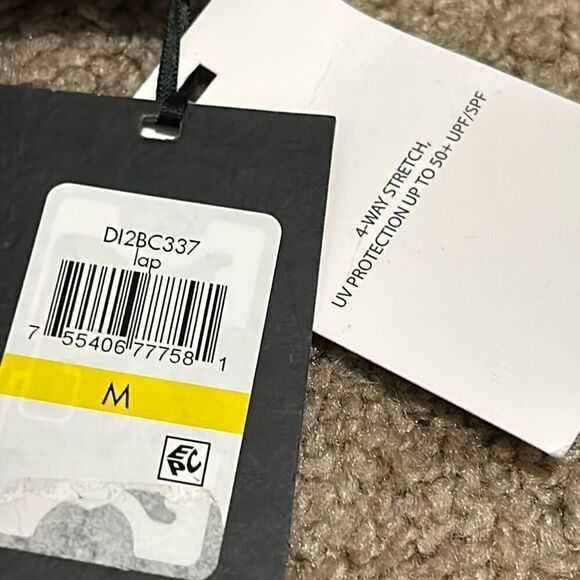 DI2BC337
lap
7 55406 77758 1
M
EPC
4-WAY STRETCH,
UV PROTECTION UP TO 50+ UPF/SPF